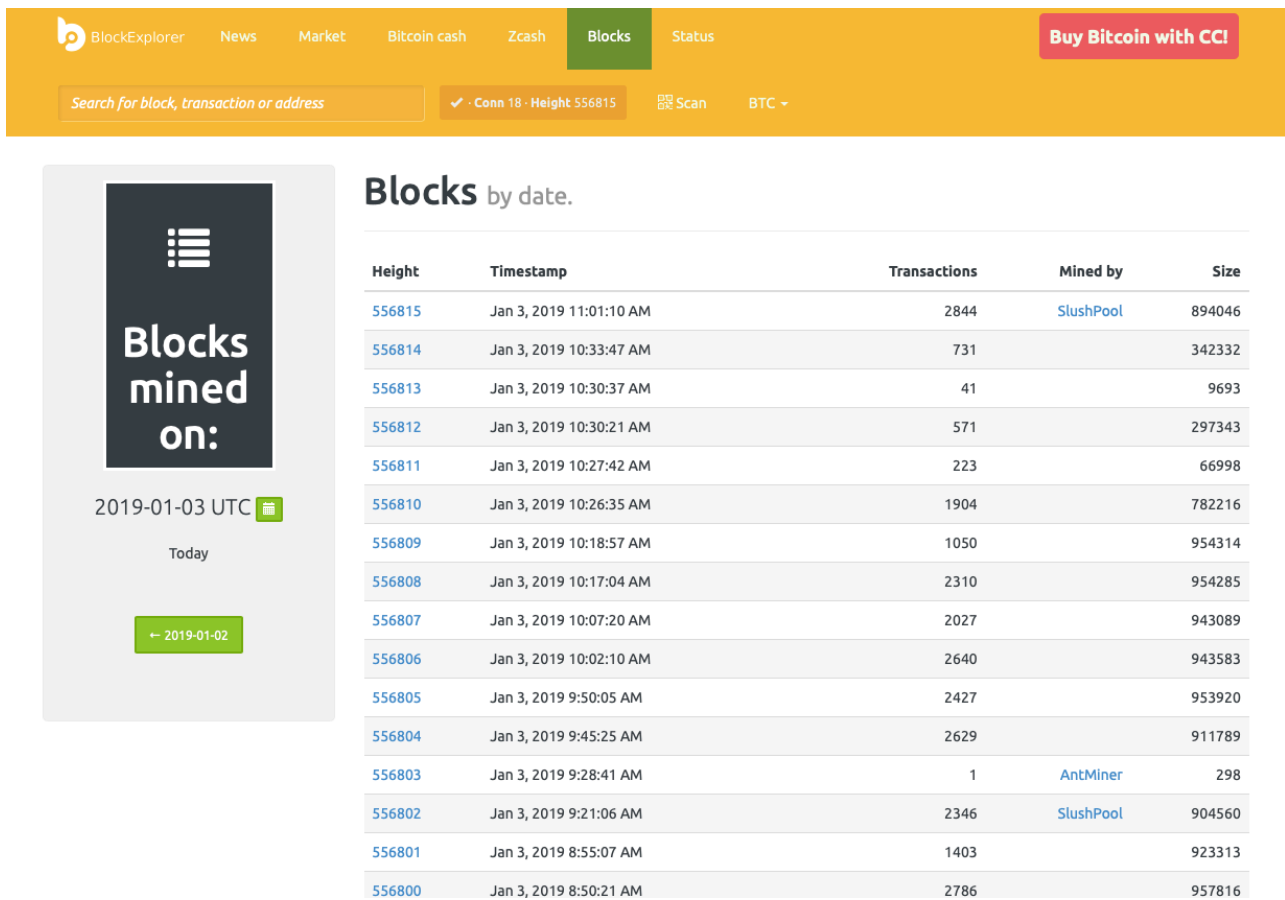 BlockExplorer News Market Bitcoin cash Zcash Blocks Status Buy Bitcoin with CC!
Search for block, transaction or address · Conn 18 · Height 556815 Scan BTC
Blocks
mined
on:
2019-01-03 UTC
Today
← 2019-01-02
Blocks by date.
Height Timestamp Transactions Mined by Size
556815 Jan 3, 2019 11:01:10 AM 2844 SlushPool 894046
556814 Jan 3, 2019 10:33:47 AM 731 342332
556813 Jan 3, 2019 10:30:37 AM 41 9693
556812 Jan 3, 2019 10:30:21 AM 571 297343
556811 Jan 3, 2019 10:27:42 AM 223 66998
556810 Jan 3, 2019 10:26:35 AM 1904 782216
556809 Jan 3, 2019 10:18:57 AM 1050 954314
556808 Jan 3, 2019 10:17:04 AM 2310 954285
556807 Jan 3, 2019 10:07:20 AM 2027 943089
556806 Jan 3, 2019 10:02:10 AM 2640 943583
556805 Jan 3, 2019 9:50:05 AM 2427 953920
556804 Jan 3, 2019 9:45:25 AM 2629 911789
556803 Jan 3, 2019 9:28:41 AM 1 AntMiner 298
556802 Jan 3, 2019 9:21:06 AM 2346 SlushPool 904560
556801 Jan 3, 2019 8:55:07 AM 1403 923313
556800 Jan 3, 2019 8:50:21 AM 2786 957816